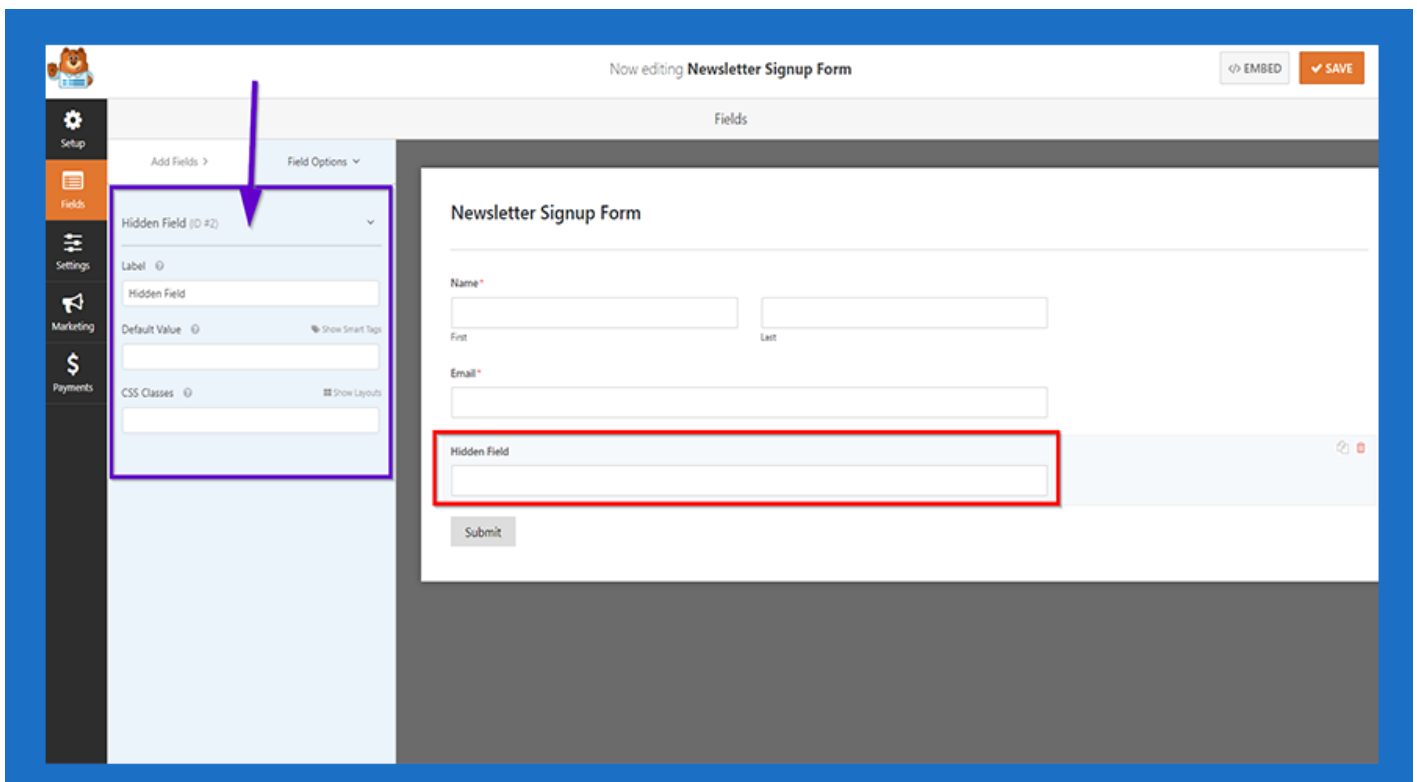 Now editing Newsletter Signup Form
</> EMBED
SAVE
Setup
Fields
Settings
Marketing
Payments
Fields
Add Fields >
Field Options
Hidden Field (ID #2)
Label
Hidden Field
Default Value
Show Smart Tags
CSS Classes
Show Layouts
Newsletter Signup Form
Name*
First
Last
Email*
Hidden Field
Submit